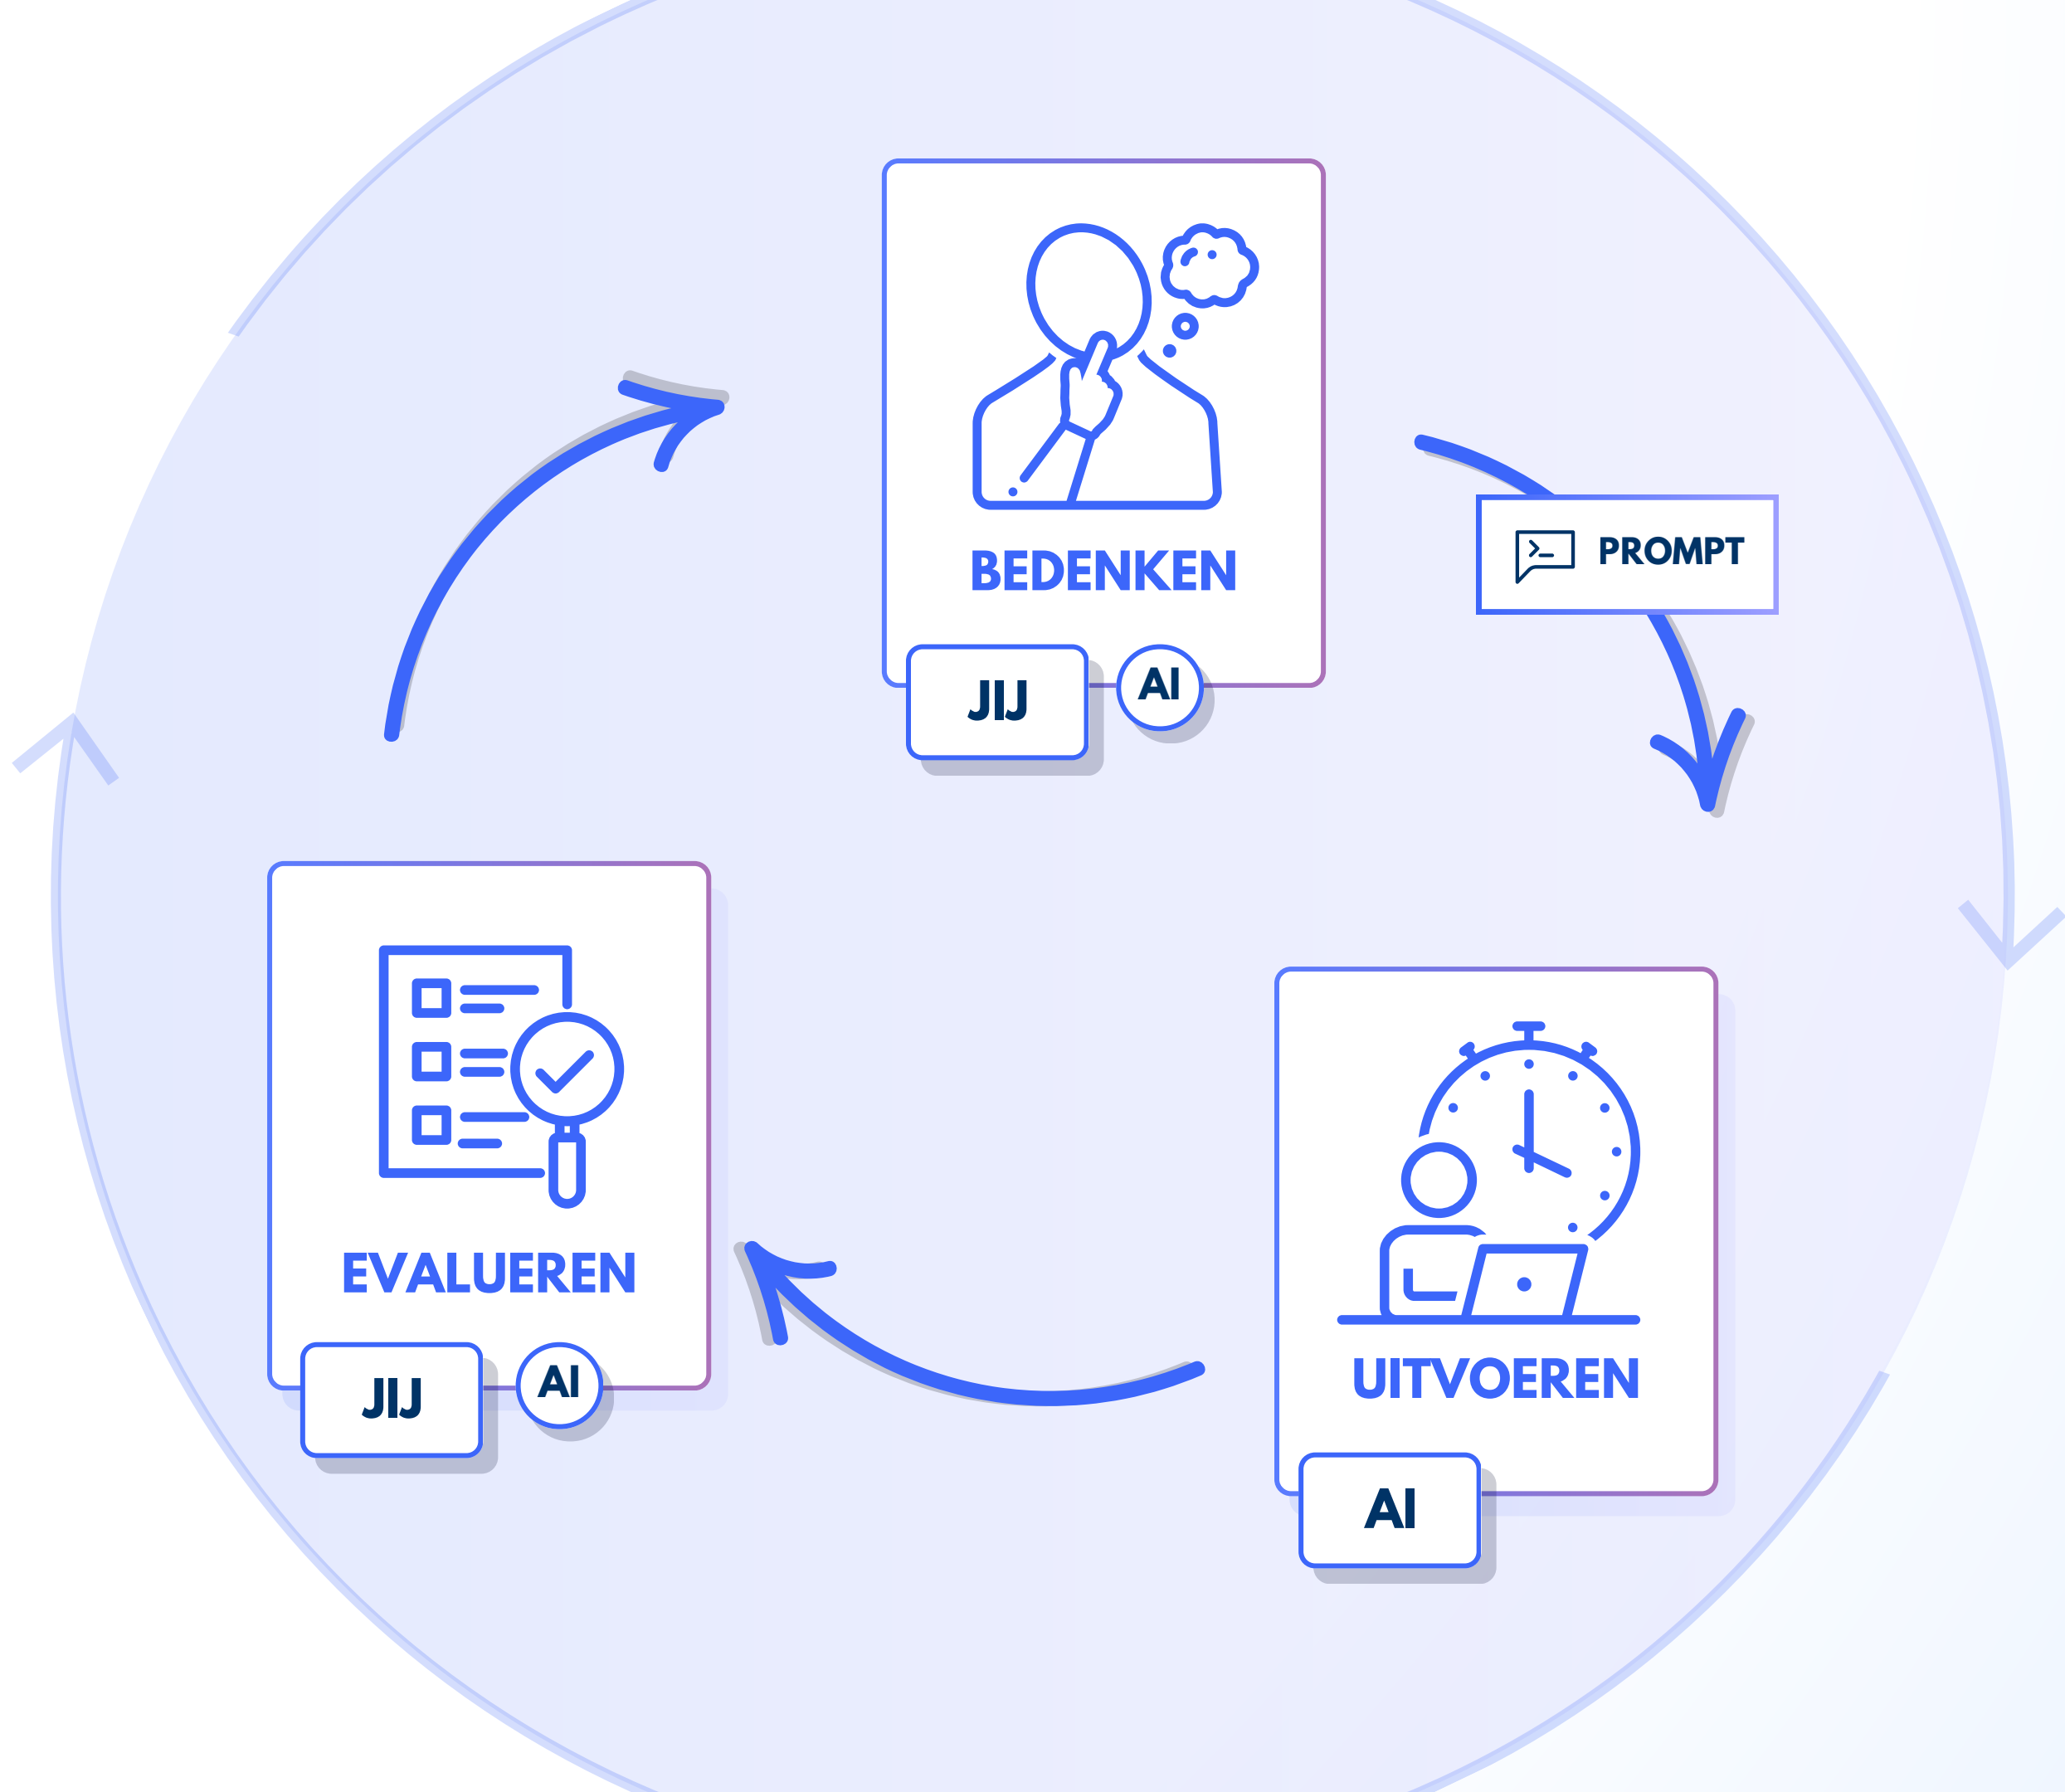 BEDENKEN
JIJ
AI
PROMPT
EVALUEREN
JIJ
AI
UITVOEREN
AI